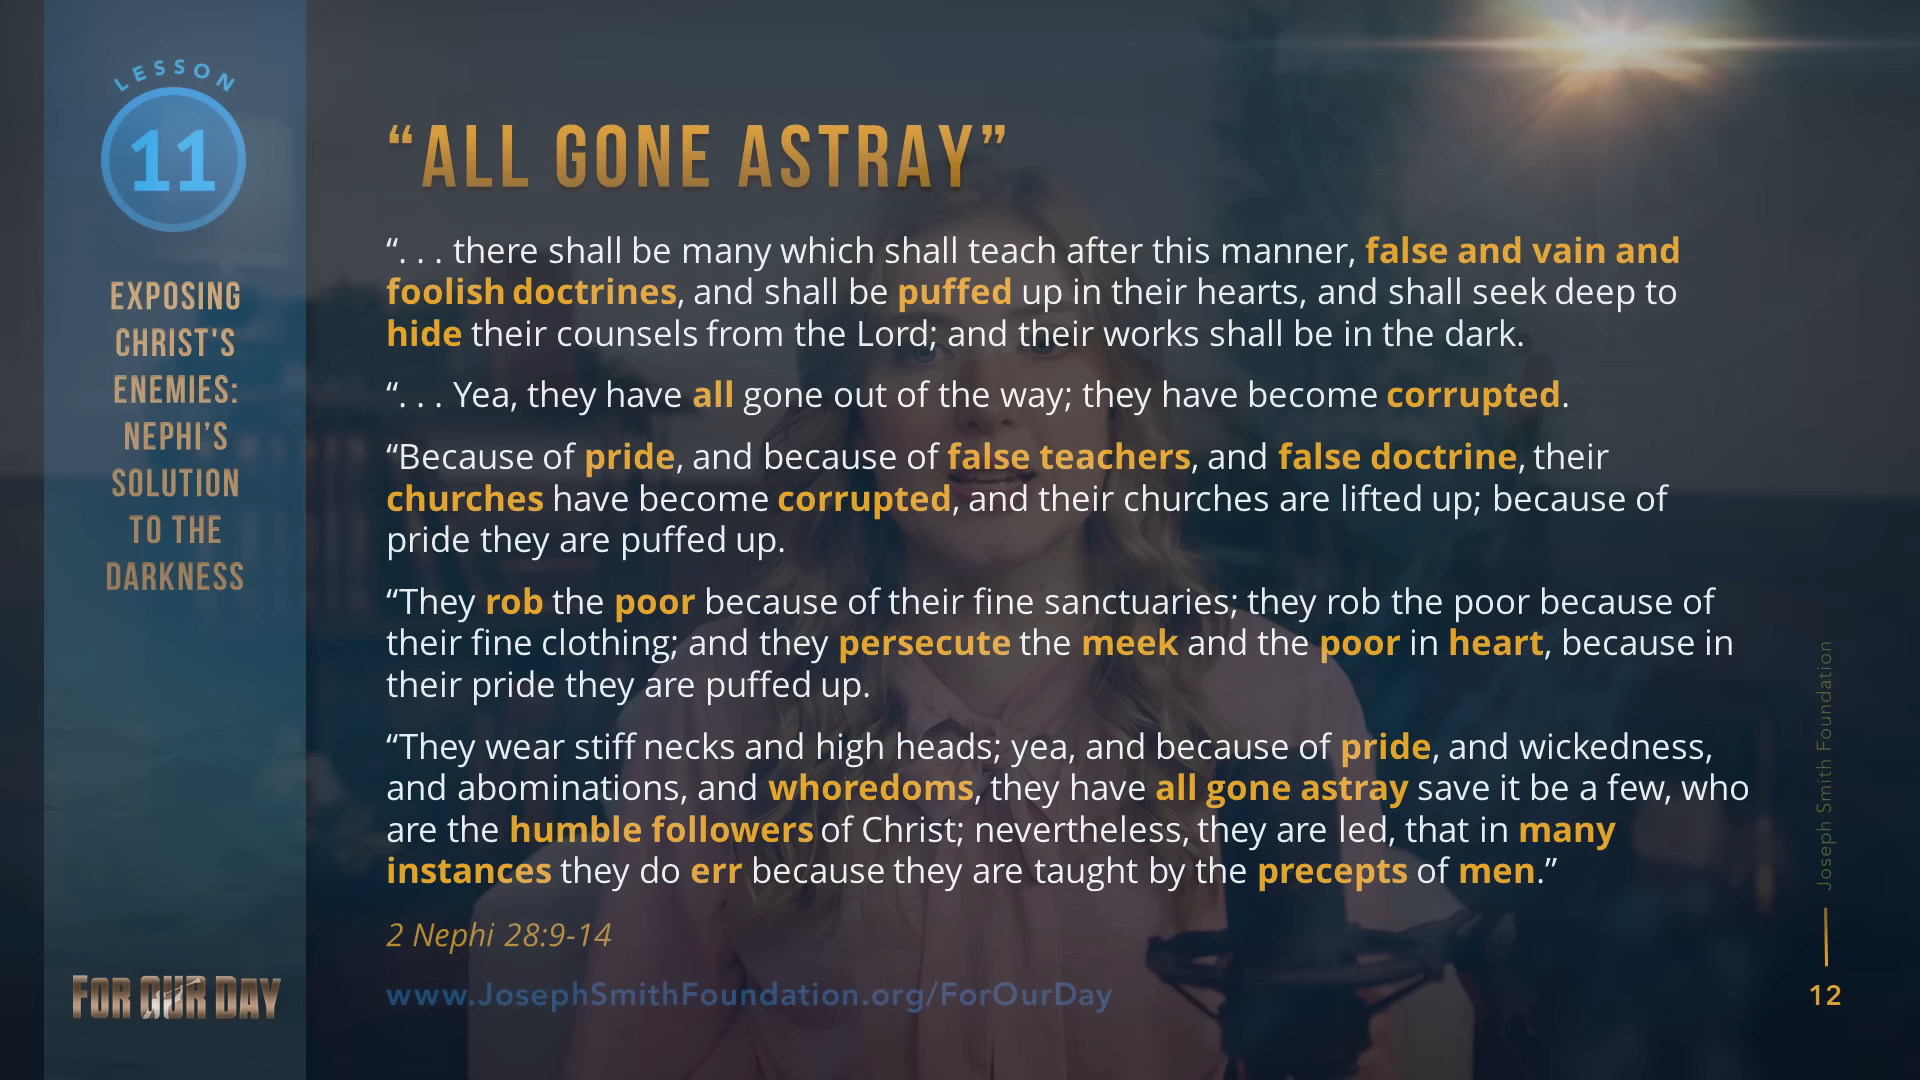 LESSON
11
EXPOSING
CHRIST'S
ENEMIES:
NEPHI’S
SOLUTION
TO THE
DARKNESS
FOR OUR DAY
“ALL GONE ASTRAY”
“. . . there shall be many which shall teach after this manner, false and vain and
foolish doctrines, and shall be puffed up in their hearts, and shall seek deep to
hide their counsels from the Lord; and their works shall be in the dark.
“. . . Yea, they have all gone out of the way; they have become corrupted.
“Because of pride, and because of false teachers, and false doctrine, their
churches have become corrupted, and their churches are lifted up; because of
pride they are puffed up.
“They rob the poor because of their fine sanctuaries; they rob the poor because of
their fine clothing; and they persecute the meek and the poor in heart, because in
their pride they are puffed up.
“They wear stiff necks and high heads; yea, and because of pride, and wickedness,
and abominations, and whoredoms, they have all gone astray save it be a few, who
are the humble followers of Christ; nevertheless, they are led, that in many
instances they do err because they are taught by the precepts of men.”
2 Nephi 28:9-14
www.JosephSmithFoundation.org/ForOurDay
Joseph Smith Foundation
12